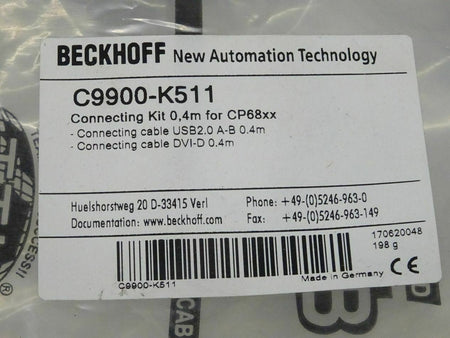 BECKHOFF New Automation Technology
C9900-K511
Connecting Kit 0,4m for CP68xx
- Connecting cable USB2.0 A-B 0.4m
- Connecting cable DVI-D 0.4m
Huelshorstweg 20 D-33415 Verl
Documentation: www.beckhoff.com
Phone: +49-(0)5246-963-0
Fax: +49-(0)5246-963-149
170620048
198 g
C9900-K511
Made in Germany
CE
CAB